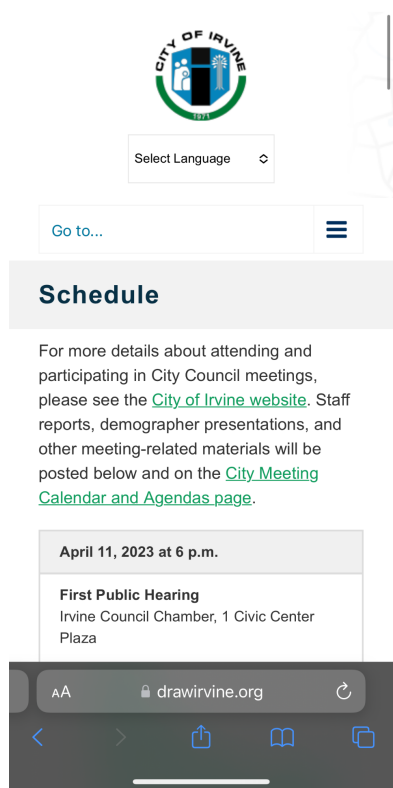 CITY OF IRVINE
1971
Select Language
Go to...
Schedule
For more details about attending and
participating in City Council meetings,
please see the City of Irvine website. Staff
reports, demographer presentations, and
other meeting-related materials will be
posted below and on the City Meeting
Calendar and Agendas page.
April 11, 2023 at 6 p.m.
First Public Hearing
Irvine Council Chamber, 1 Civic Center
Plaza
AA drawirvine.org